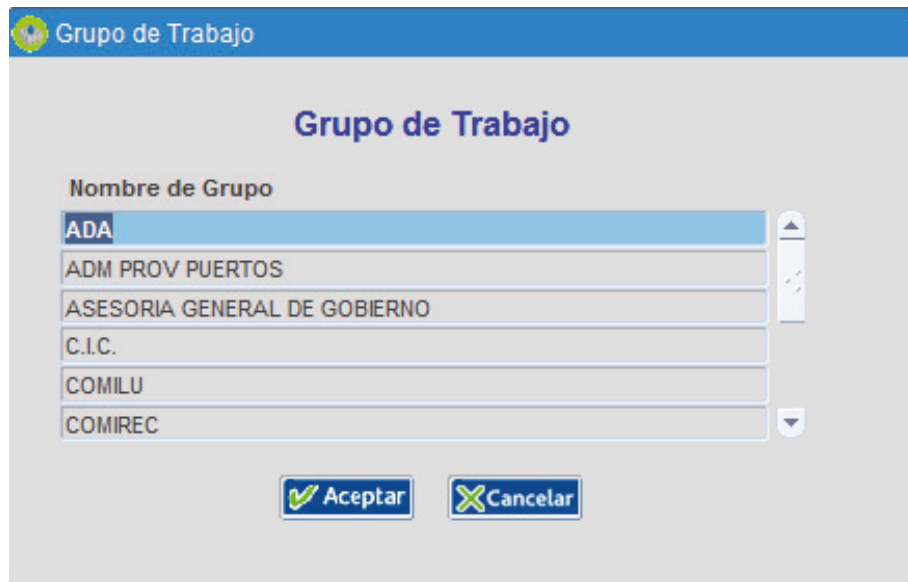 Grupo de Trabajo
Grupo de Trabajo
Nombre de Grupo
ADA
ADM PROV PUERTOS
ASESORIA GENERAL DE GOBIERNO
C.I.C.
COMILU
COMIREC
Aceptar Cancelar